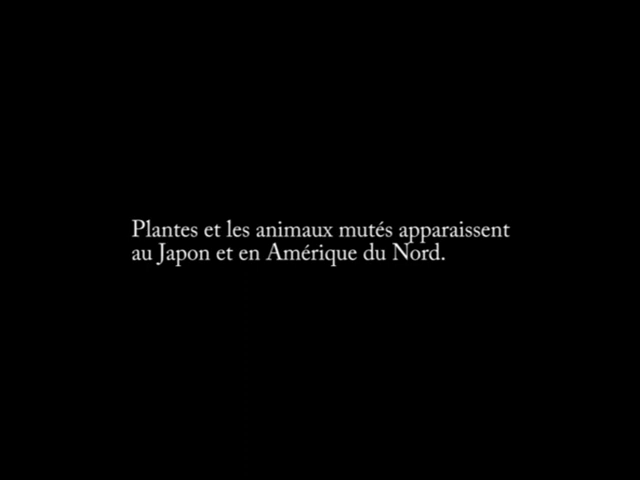 Plantes et les animaux mutés apparaissent
au Japon et en Amérique du Nord.